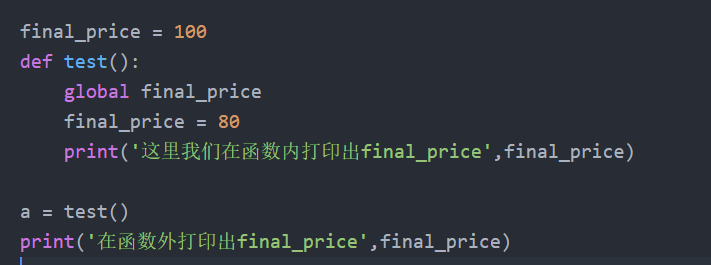 final_price = 100
def test():
    global final_price
    final_price = 80
    print('这里我们在函数内打印出final_price',final_price)
a = test()
print('在函数外打印出final_price',final_price)